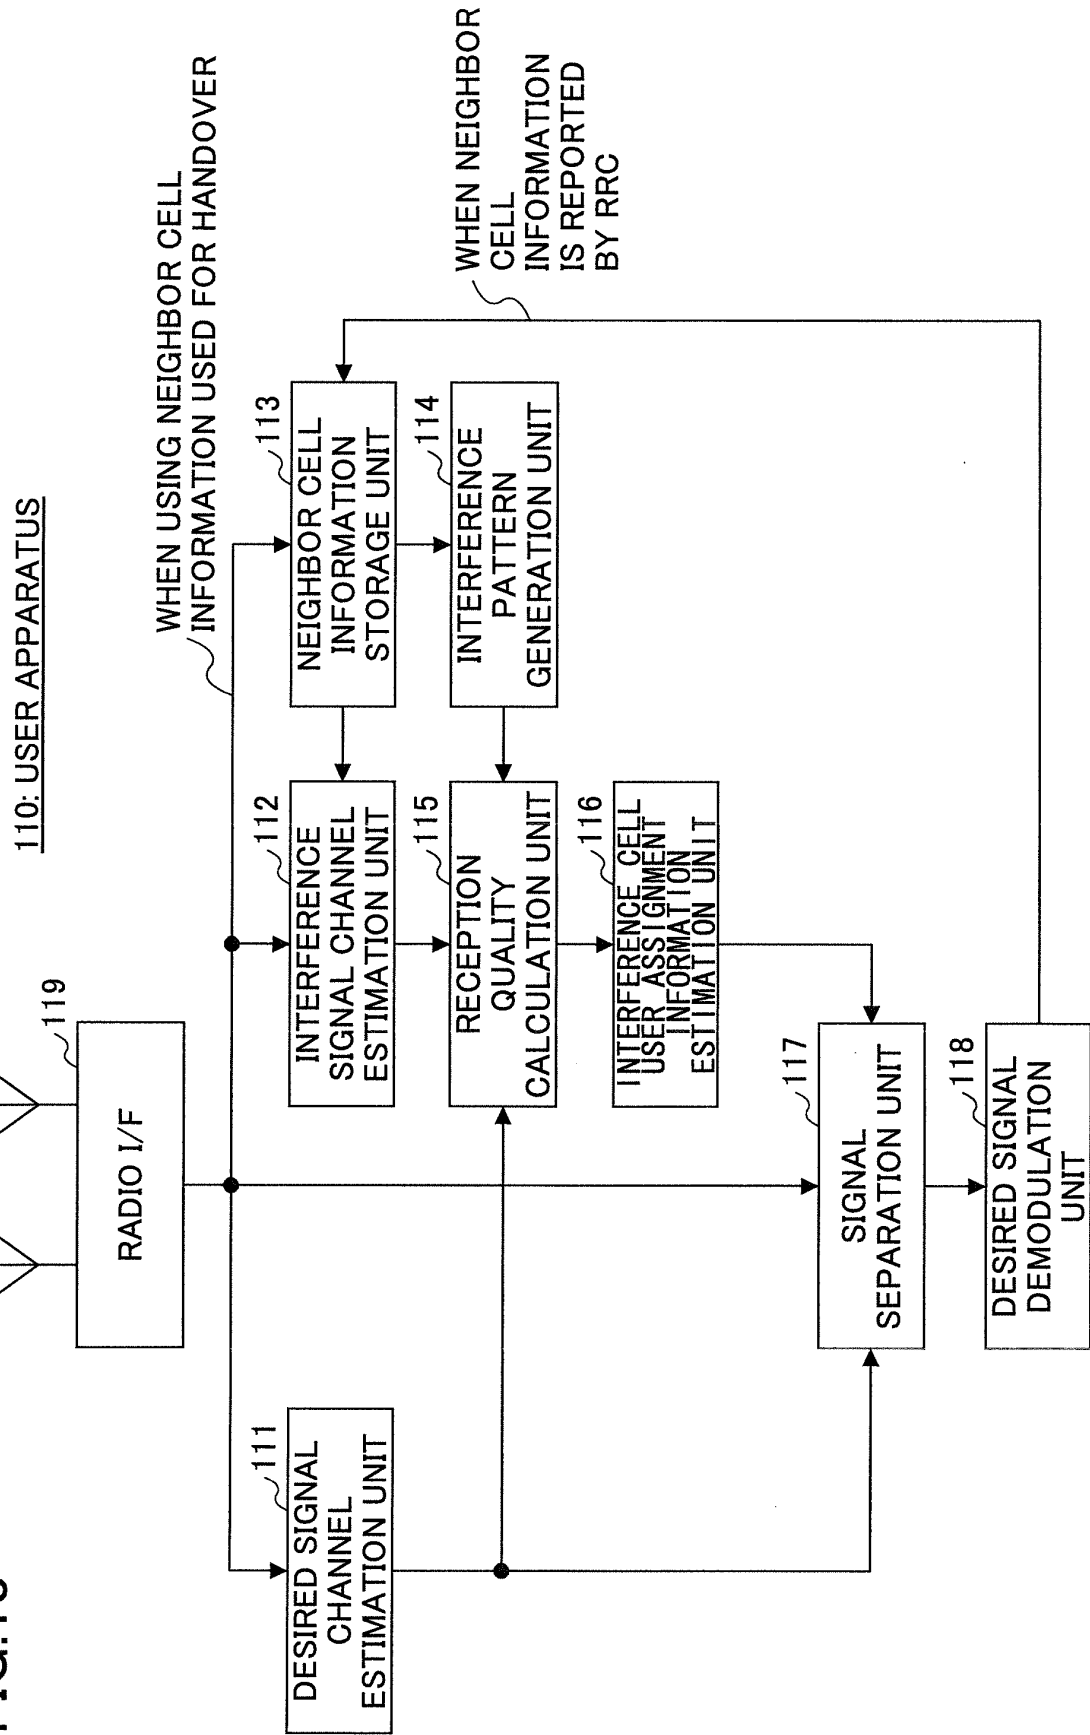 110: USER APPARATUS
119
RADIO I/F
WHEN USING NEIGHBOR CELL
INFORMATION USED FOR HANDOVER
111
DESIRED SIGNAL
CHANNEL
ESTIMATION UNIT
112
INTERFERENCE
SIGNAL CHANNEL
ESTIMATION UNIT
113
NEIGHBOR CELL
INFORMATION
STORAGE UNIT
WHEN NEIGHBOR
CELL
INFORMATION
IS REPORTED
BY RRC
115
RECEPTION
QUALITY
CALCULATION UNIT
114
INTERFERENCE
PATTERN
GENERATION UNIT
116
INTERFERENCE CELL
USER ASSIGNMENT
INFORMATION
ESTIMATION UNIT
117
SIGNAL
SEPARATION UNIT
118
DESIRED SIGNAL
DEMODULATION
UNIT